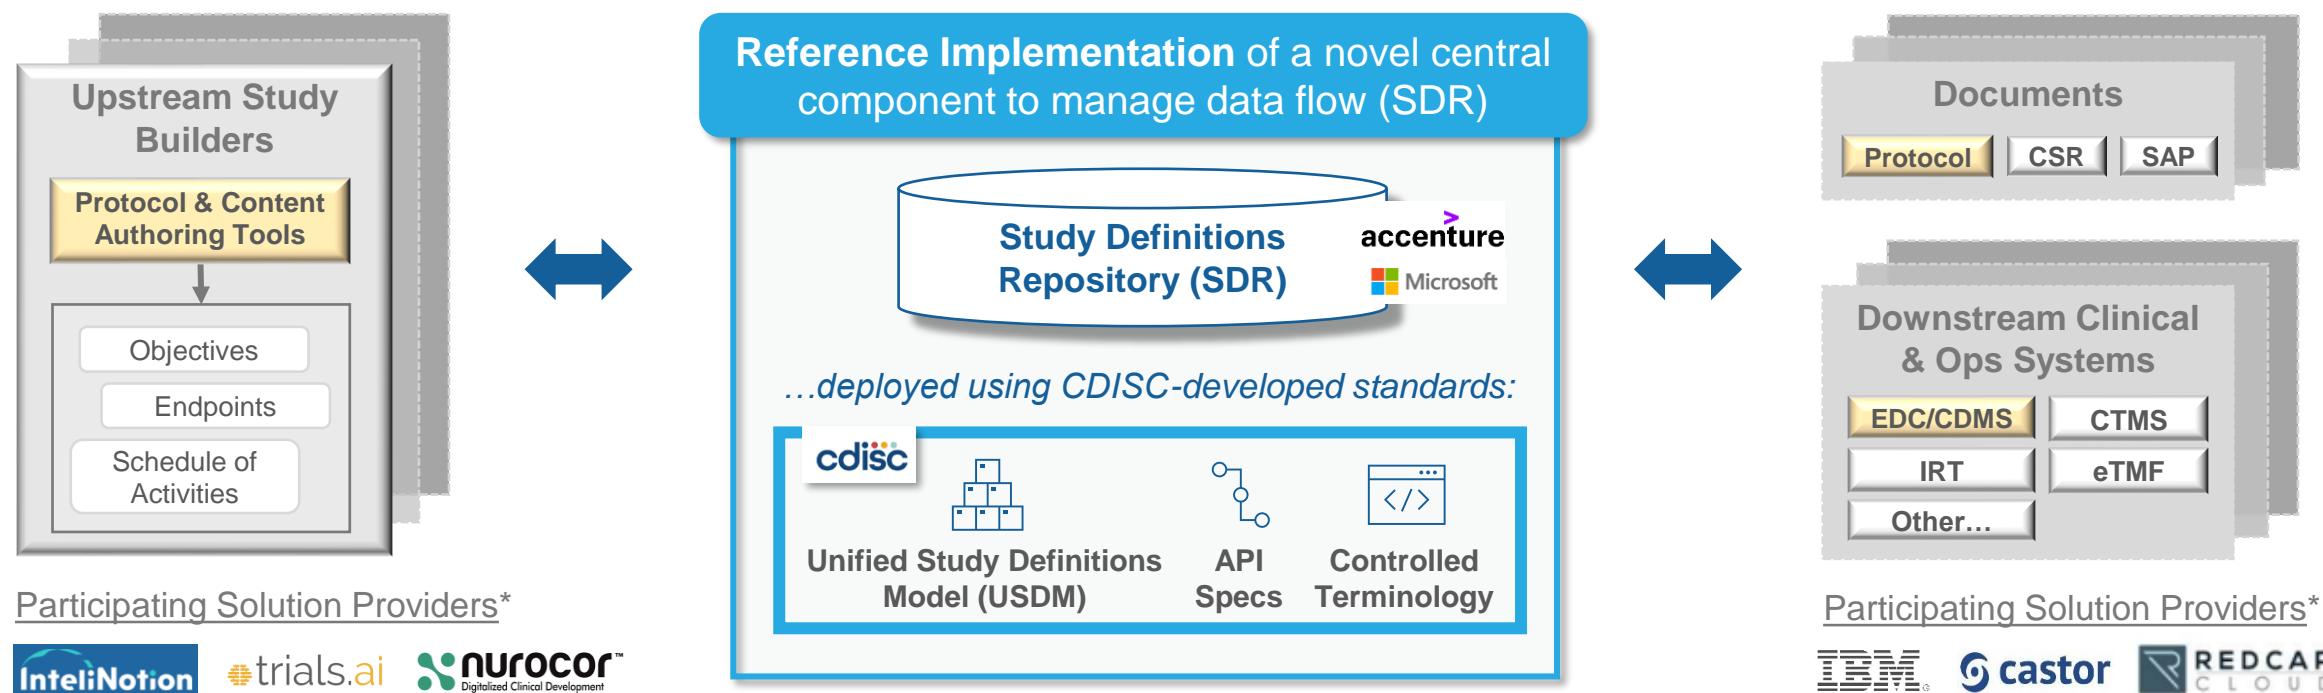 Upstream Study
Builders
Protocol & Content
Authoring Tools
Objectives
Endpoints
Schedule of
Activities
Participating Solution Providers*
InteliNotion
trials.ai
nurocor™
Digitalized Clinical Development
Reference Implementation of a novel central
component to manage data flow (SDR)
Study Definitions
Repository (SDR)
accenture
Microsoft
…deployed using CDISC-developed standards:
cdisc
</>
Unified Study Definitions
Model (USDM)
API
Specs
Controlled
Terminology
Documents
Protocol
CSR
SAP
Downstream Clinical
& Ops Systems
EDC/CDMS
CTMS
IRT
eTMF
Other…
Participating Solution Providers*
IBM
castor
REDCAP
CLOUD